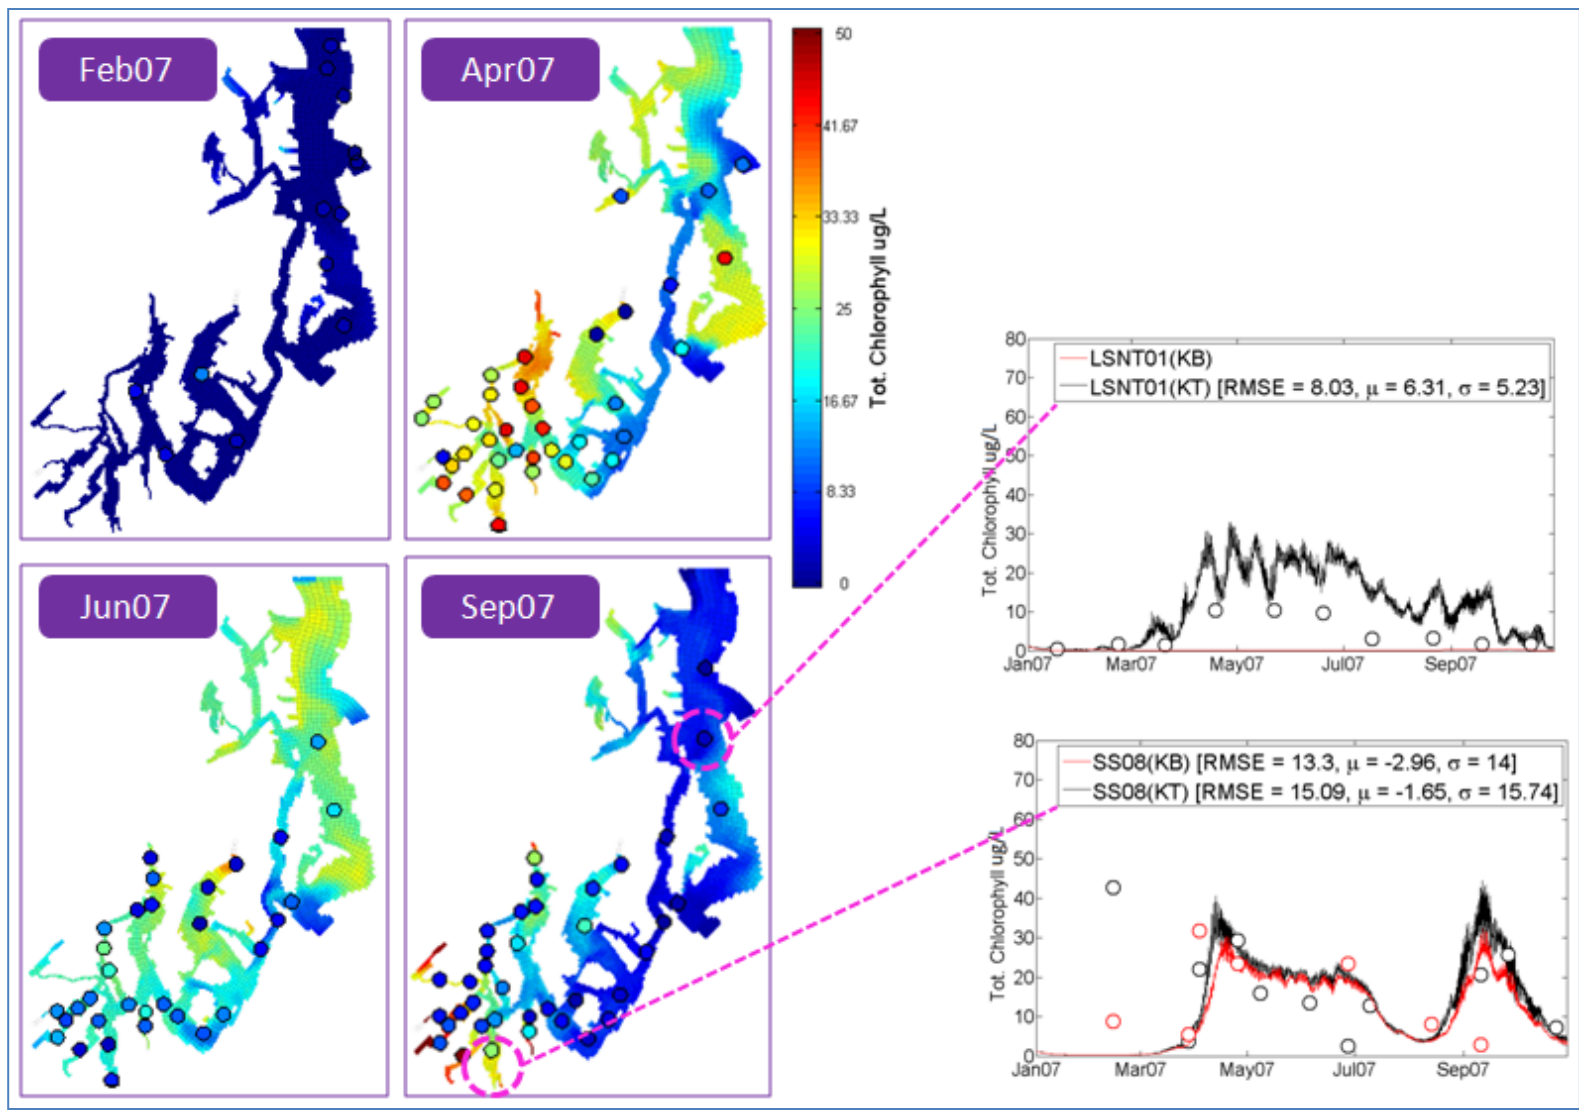 Feb07
Apr07
50
41.67
33.33
25
16.67
8.33
0
Tot. Chlorophyll ug/L
Jun07
Sep07
80
70
60
50
40
30
20
10
0
Tot. Chlorophyll ug/L
LSNT01(KB)
LSNT01(KT) [RMSE = 8.03, μ = 6.31, σ = 5.23]
Jan07 Mar07 May07 Jul07 Sep07
80
70
60
50
40
30
20
10
0
Tot. Chlorophyll ug/L
SS08(KB) [RMSE = 13.3, μ = -2.96, σ = 14]
SS08(KT) [RMSE = 15.09, μ = -1.65, σ = 15.74]
Jan07 Mar07 May07 Jul07 Sep07